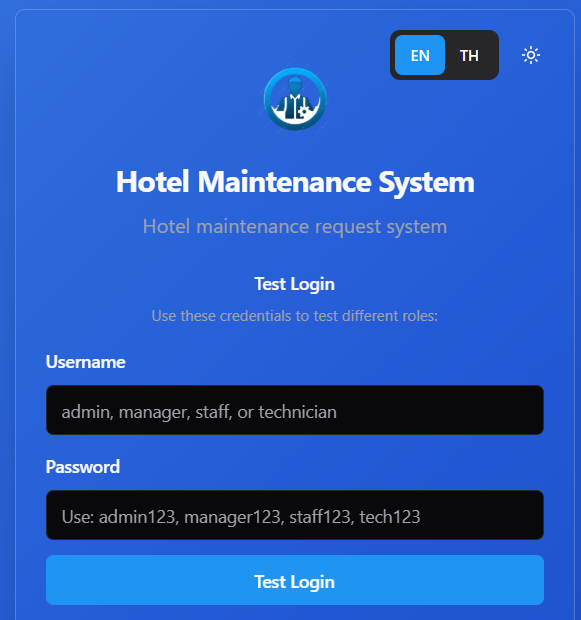 EN TH
Hotel Maintenance System
Hotel maintenance request system
Test Login
Use these credentials to test different roles:
Username
admin, manager, staff, or technician
Password
Use: admin123, manager123, staff123, tech123
Test Login